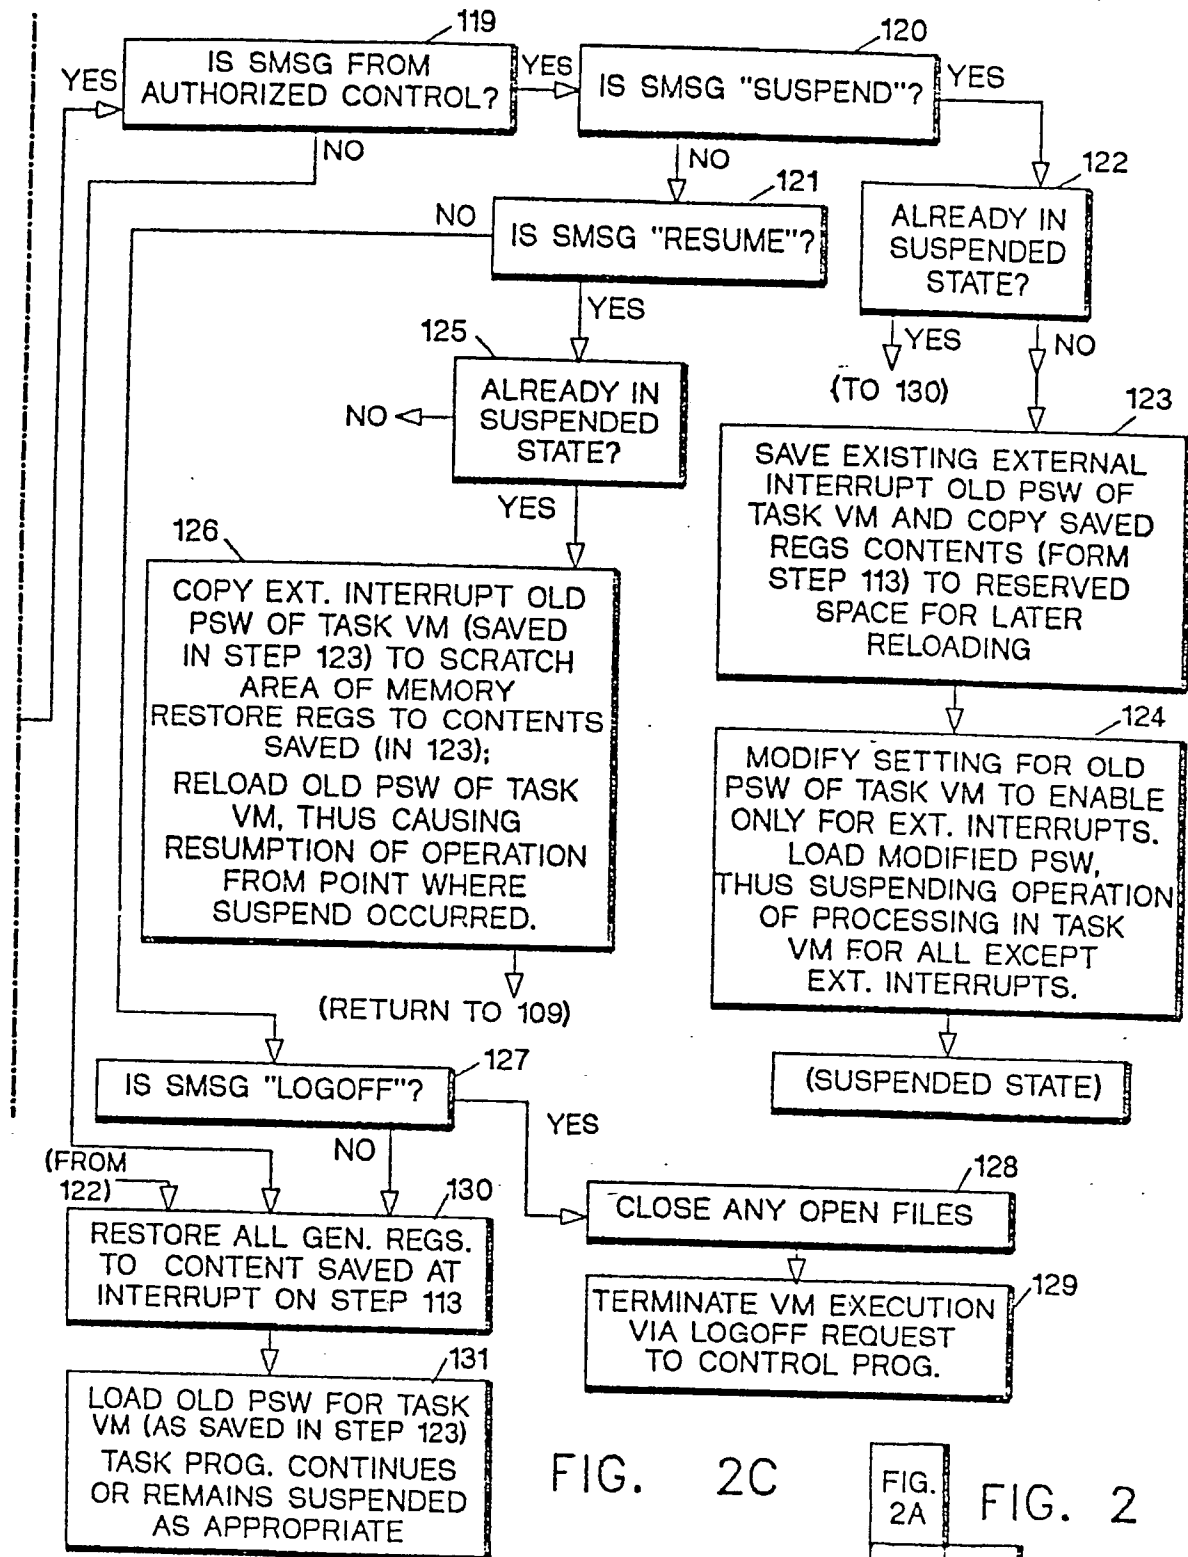 119
IS SMSG FROM
AUTHORIZED CONTROL?
YES
YES
NO
120
IS SMSG "SUSPEND"?
YES
NO
121
IS SMSG "RESUME"?
NO
YES
122
ALREADY IN
SUSPENDED
STATE?
YES
NO
(TO 130)
125
ALREADY IN
SUSPENDED
STATE?
NO
YES
123
SAVE EXISTING EXTERNAL
INTERRUPT OLD PSW OF
TASK VM AND COPY SAVED
REGS CONTENTS (FORM
STEP 113) TO RESERVED
SPACE FOR LATER
RELOADING
126
COPY EXT. INTERRUPT OLD
PSW OF TASK VM (SAVED
IN STEP 123) TO SCRATCH
AREA OF MEMORY
RESTORE REGS TO CONTENTS
SAVED (IN 123);
RELOAD OLD PSW OF TASK
VM, THUS CAUSING
RESUMPTION OF OPERATION
FROM POINT WHERE
SUSPEND OCCURRED.
(RETURN TO 109)
124
MODIFY SETTING FOR OLD
PSW OF TASK VM TO ENABLE
ONLY FOR EXT. INTERRUPTS.
LOAD MODIFIED PSW,
THUS SUSPENDING OPERATION
OF PROCESSING IN TASK
VM FOR ALL EXCEPT
EXT. INTERRUPTS.
(SUSPENDED STATE)
127
IS SMSG "LOGOFF"?
YES
NO
(FROM
122)
130
RESTORE ALL GEN. REGS.
TO CONTENT SAVED AT
INTERRUPT ON STEP 113
128
CLOSE ANY OPEN FILES
129
TERMINATE VM EXECUTION
VIA LOGOFF REQUEST
TO CONTROL PROG.
131
LOAD OLD PSW FOR TASK
VM (AS SAVED IN STEP 123)
TASK PROG. CONTINUES
OR REMAINS SUSPENDED
AS APPROPRIATE
FIG. 2C
FIG.
2A
FIG. 2